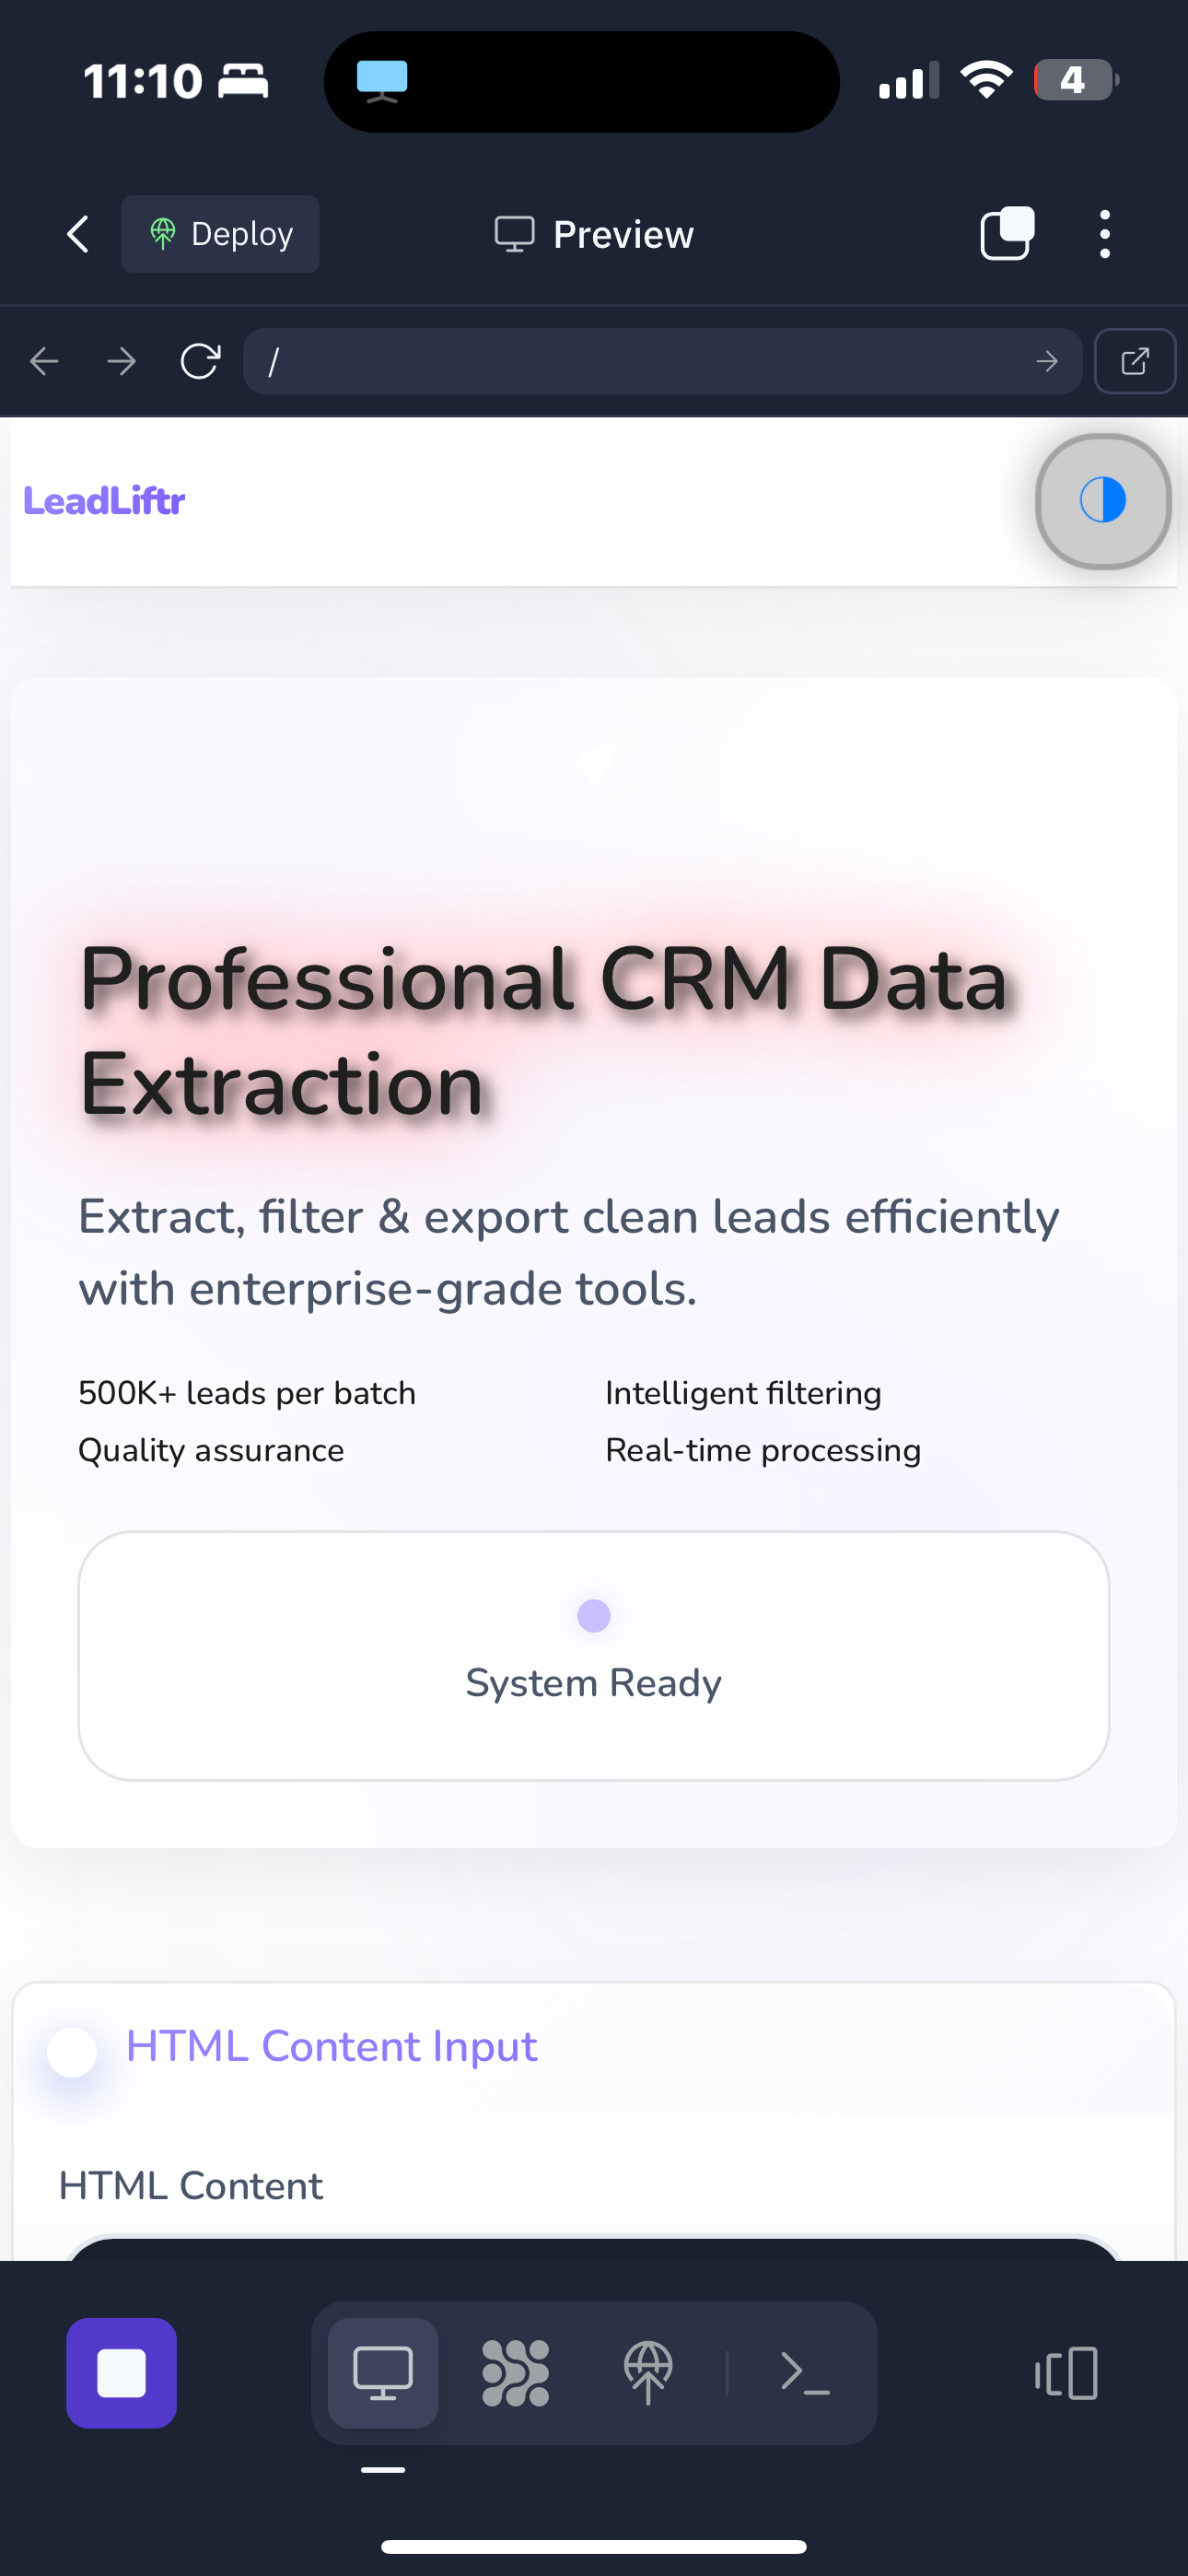 11:10
4
Deploy
Preview
/
LeadLiftr
Professional CRM Data
Extraction
Extract, filter & export clean leads efficiently
with enterprise-grade tools.
500K+ leads per batch
Intelligent filtering
Quality assurance
Real-time processing
System Ready
HTML Content Input
HTML Content